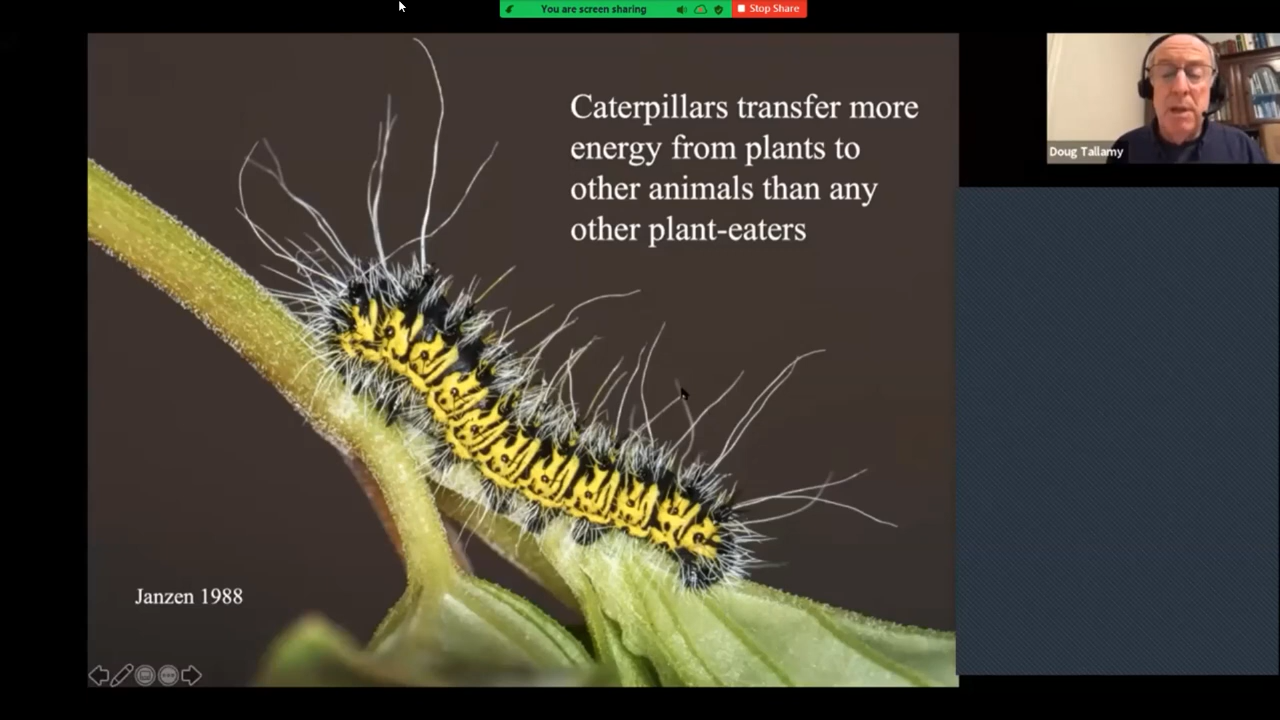 You are screen sharing
Stop Share
Caterpillars transfer more
energy from plants to
other animals than any
other plant-eaters
Doug Tallamy
Janzen 1988